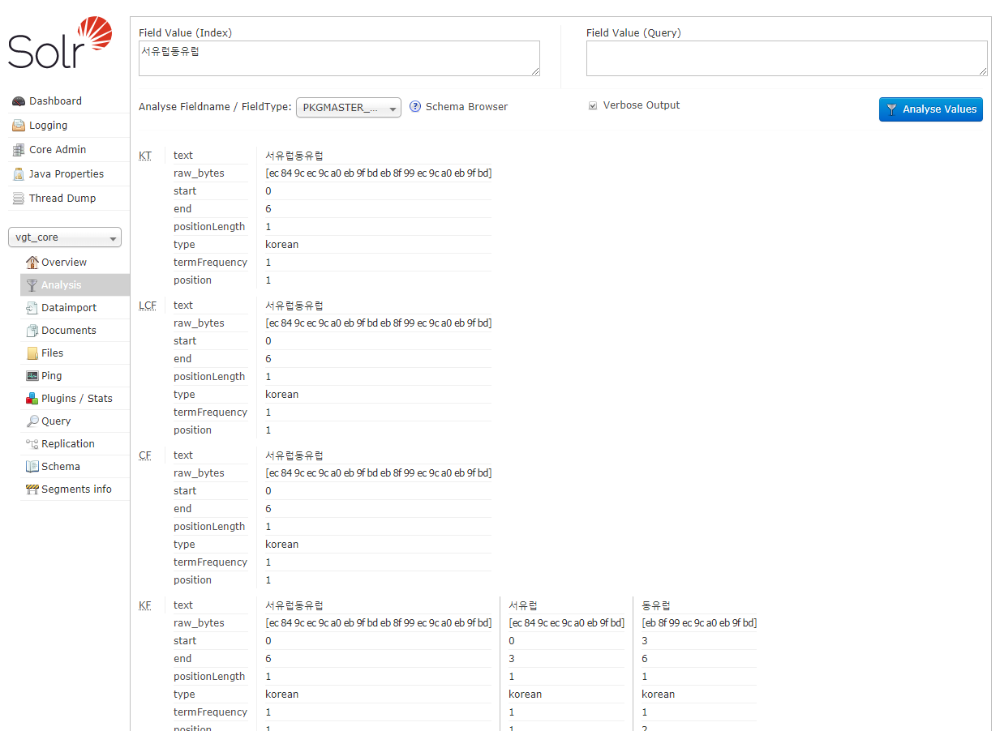 Solr
Field Value (Index)
Field Value (Query)
서유럽동유럽
Analyse Fieldname / FieldType: PKGMASTER_... ? Schema Browser
Verbose Output
Analyse Values
Dashboard
Logging
Core Admin
Java Properties
Thread Dump
vgt_core
Overview
Analysis
Dataimport
Documents
Files
Ping
Plugins / Stats
Query
Replication
Schema
Segments info
KT text 서유럽동유럽
raw_bytes [ec 84 9c ec 9c a0 eb 9f bd eb 8f 99 ec 9c a0 eb 9f bd]
start 0
end 6
positionLength 1
type korean
termFrequency 1
position 1
LCF text 서유럽동유럽
raw_bytes [ec 84 9c ec 9c a0 eb 9f bd eb 8f 99 ec 9c a0 eb 9f bd]
start 0
end 6
positionLength 1
type korean
termFrequency 1
position 1
CF text 서유럽동유럽
raw_bytes [ec 84 9c ec 9c a0 eb 9f bd eb 8f 99 ec 9c a0 eb 9f bd]
start 0
end 6
positionLength 1
type korean
termFrequency 1
position 1
KF text 서유럽동유럽 서유럽 동유럽
raw_bytes [ec 84 9c ec 9c a0 eb 9f bd eb 8f 99 ec 9c a0 eb 9f bd] [ec 84 9c ec 9c a0 eb 9f bd] [eb 8f 99 ec 9c a0 eb 9f bd]
start 0 0 3
end 6 3 6
positionLength 1 1 1
type korean korean korean
termFrequency 1 1 1
position 1 1 2